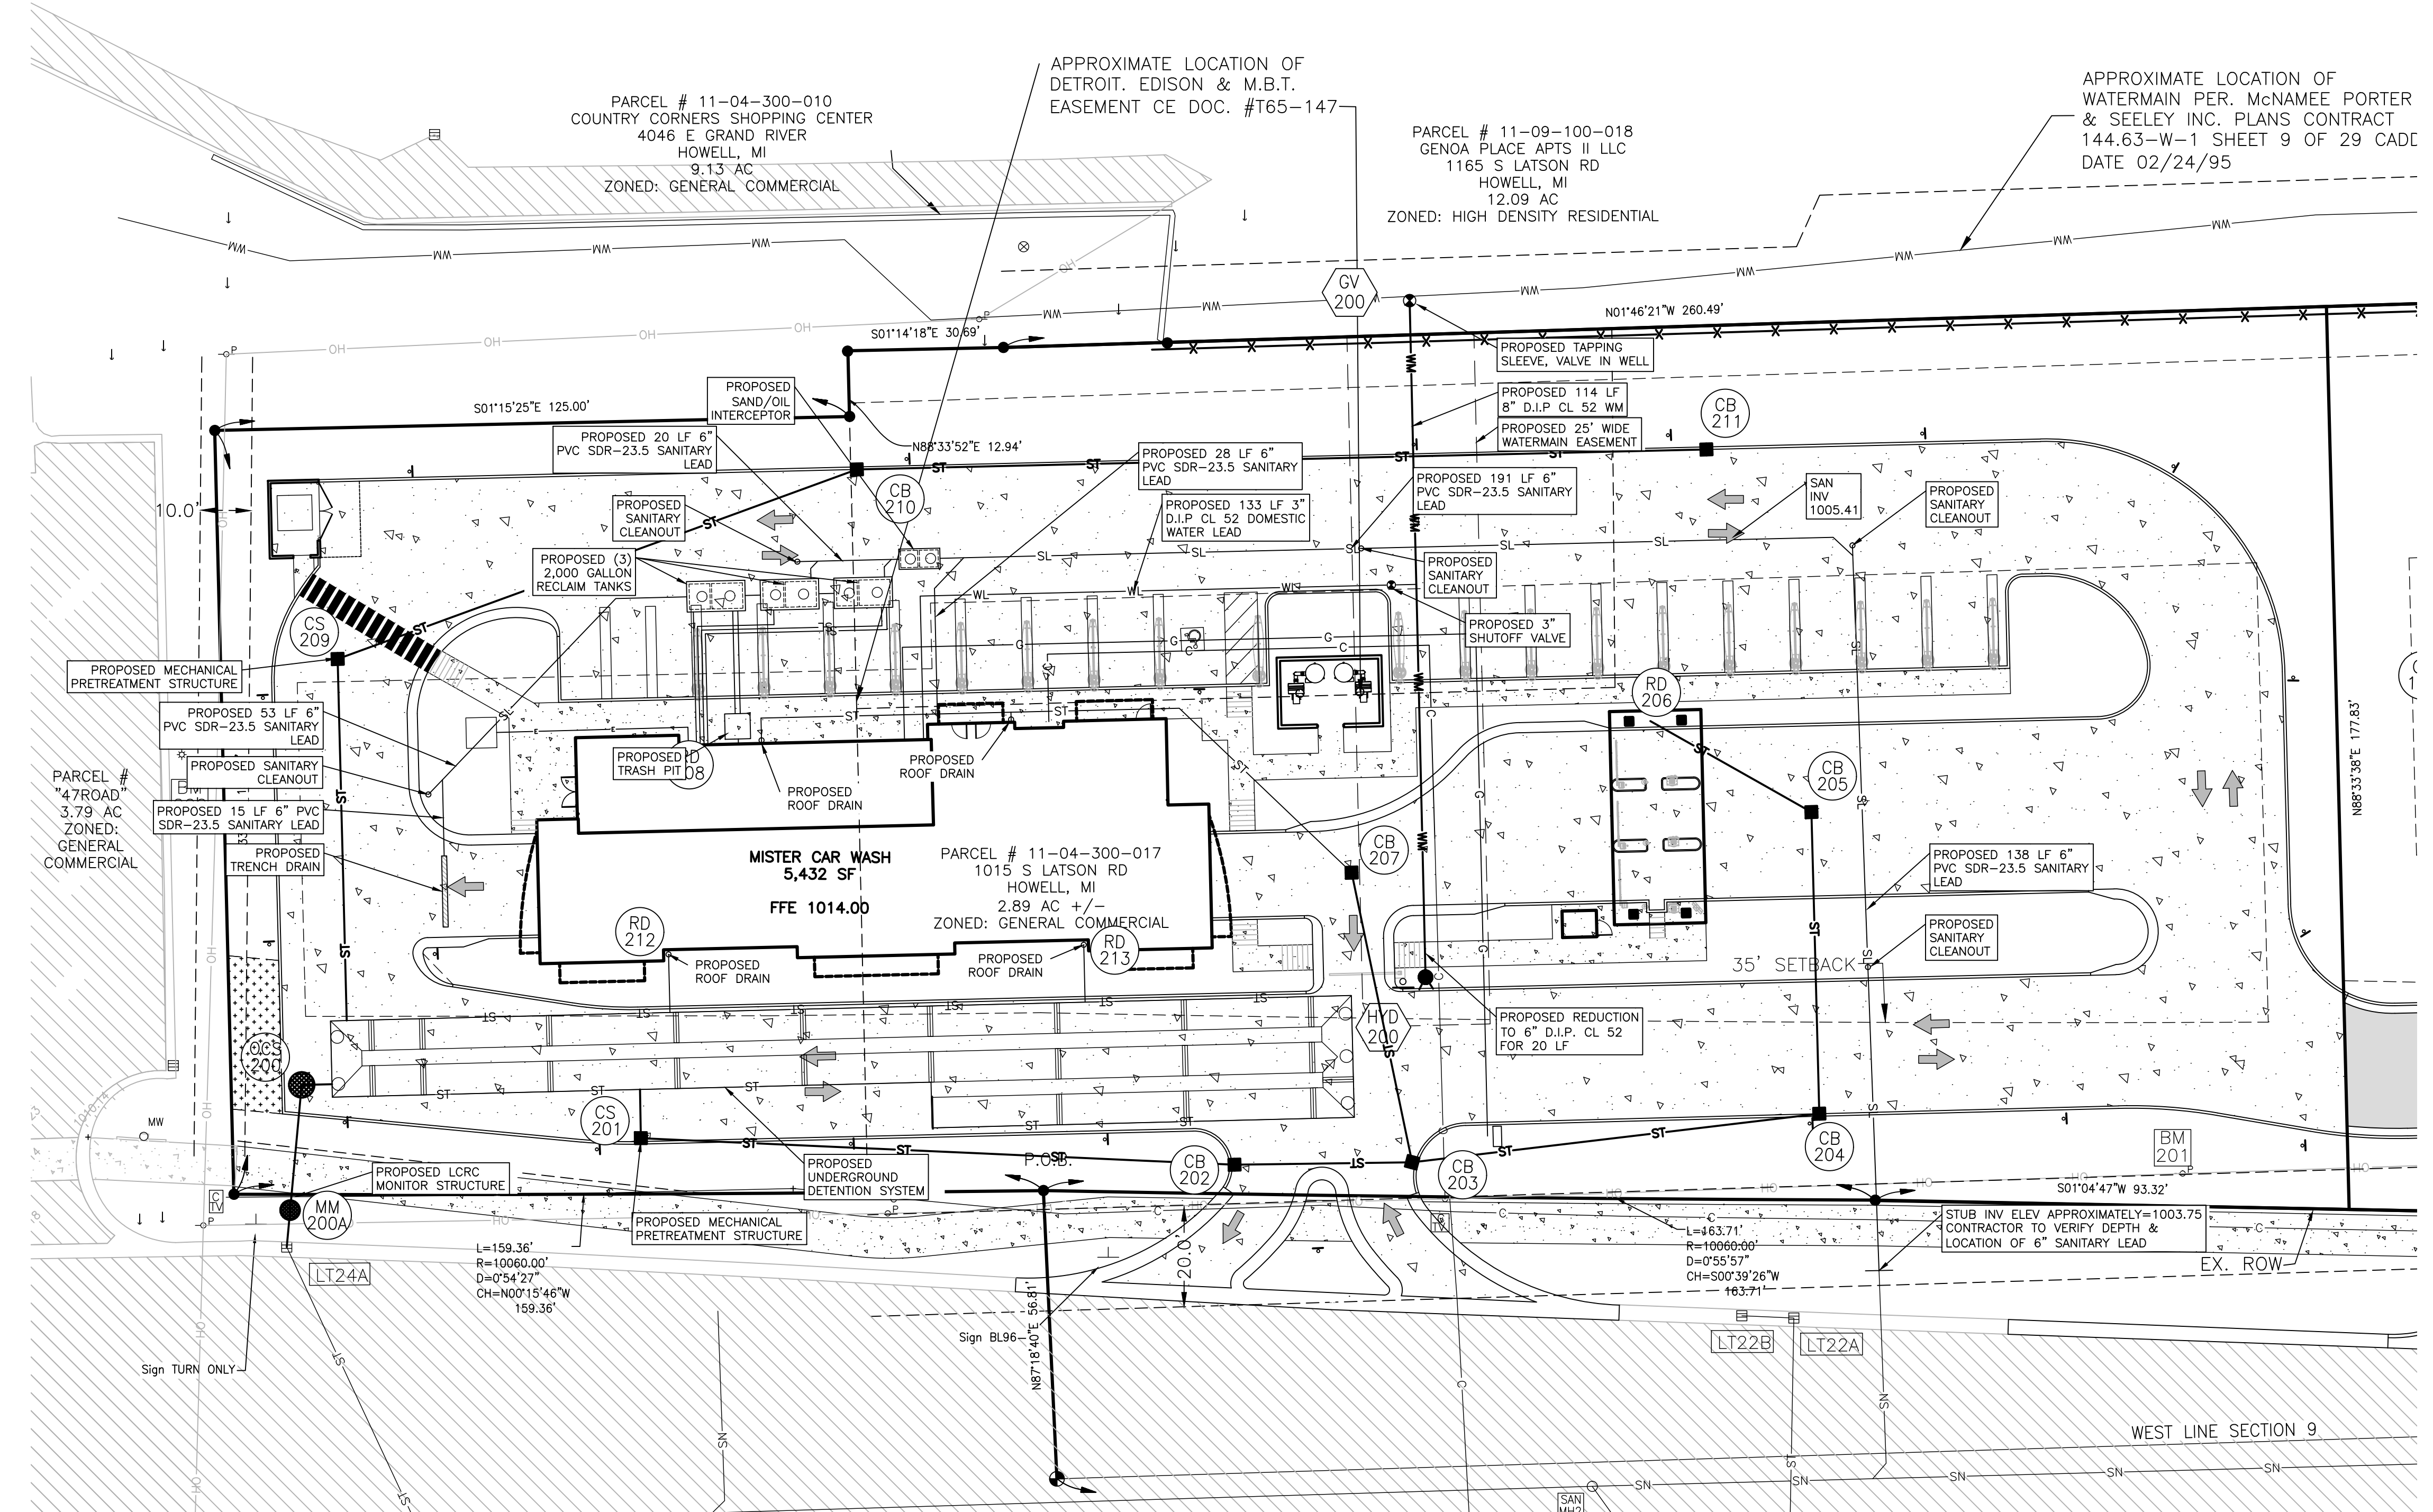 APPROXIMATE LOCATION OF
DETROIT. EDISON & M.B.T.
EASEMENT CE DOC. #T65-147
PARCEL # 11-04-300-010
COUNTRY CORNERS SHOPPING CENTER
4046 E GRAND RIVER
HOWELL, MI
9.13 AC
ZONED: GENERAL COMMERCIAL
PARCEL # 11-09-100-018
GENOA PLACE APTS II LLC
1165 S LATSON RD
HOWELL, MI
12.09 AC
ZONED: HIGH DENSITY RESIDENTIAL
APPROXIMATE LOCATION OF
WATERMAIN PER. McNAMEE PORTER
& SEELEY INC. PLANS CONTRACT
144.63-W-1 SHEET 9 OF 29 CADD
DATE 02/24/95
GV
200
S01°14'18"E 30.69'
N01°46'21"W 260.49'
S01°15'25"E 125.00'
N88°33'52"E 12.94'
PROPOSED TAPPING
SLEEVE, VALVE IN WELL
PROPOSED 114 LF
8" D.I.P CL 52 WM
PROPOSED 25' WIDE
WATERMAIN EASEMENT
CB
211
PROPOSED
SAND/OIL
INTERCEPTOR
PROPOSED 20 LF 6"
PVC SDR-23.5 SANITARY
LEAD
PROPOSED 28 LF 6"
PVC SDR-23.5 SANITARY
LEAD
PROPOSED 191 LF 6"
PVC SDR-23.5 SANITARY
LEAD
SAN
INV
1005.41
PROPOSED
SANITARY
CLEANOUT
10.0'
PROPOSED
SANITARY
CLEANOUT
CB
210
PROPOSED 133 LF 3"
D.I.P CL 52 DOMESTIC
WATER LEAD
PROPOSED (3)
2,000 GALLON
RECLAIM TANKS
PROPOSED
SANITARY
CLEANOUT
PROPOSED 3"
SHUTOFF VALVE
CS
209
PROPOSED MECHANICAL
PRETREATMENT STRUCTURE
PROPOSED 53 LF 6"
PVC SDR-23.5 SANITARY
LEAD
PROPOSED SANITARY
CLEANOUT
PROPOSED 15 LF 6" PVC
SDR-23.5 SANITARY LEAD
PROPOSED
TRENCH DRAIN
PARCEL #
"47ROAD"
3.79 AC
ZONED:
GENERAL
COMMERCIAL
PROPOSED
TRASH PIT
PROPOSED
ROOF DRAIN
PROPOSED
ROOF DRAIN
RD
206
CB
205
N88°33'38"E 177.83'
MISTER CAR WASH
5,432 SF
FFE 1014.00
PARCEL # 11-04-300-017
1015 S LATSON RD
HOWELL, MI
2.89 AC +/-
ZONED: GENERAL COMMERCIAL
CB
207
PROPOSED 138 LF 6"
PVC SDR-23.5 SANITARY
LEAD
RD
212
PROPOSED
ROOF DRAIN
PROPOSED
ROOF DRAIN
RD
213
PROPOSED
SANITARY
CLEANOUT
35' SETBACK
HYD
200
PROPOSED REDUCTION
TO 6" D.I.P. CL 52
FOR 20 LF
OCS
200
CS
201
MW
C
TV
PROPOSED LCRC
MONITOR STRUCTURE
MM
200A
PROPOSED
UNDERGROUND
DETENTION SYSTEM
P.O.B.
CB
202
CB
203
CB
204
BM
201
S01°04'47"W 93.32'
PROPOSED MECHANICAL
PRETREATMENT STRUCTURE
STUB INV ELEV APPROXIMATELY=1003.75
CONTRACTOR TO VERIFY DEPTH &
LOCATION OF 6" SANITARY LEAD
EX. ROW
L=159.36'
R=10060.00'
D=0°54'27"
CH=N00°15'46"W
159.36'
L=163.71'
R=10060.00'
D=0°55'57"
CH=S00°39'26"W
163.71'
20.0'
LT24A
N87°18'40"E 56.81'
Sign BL96
Sign TURN ONLY
LT22B
LT22A
WEST LINE SECTION 9
SAN